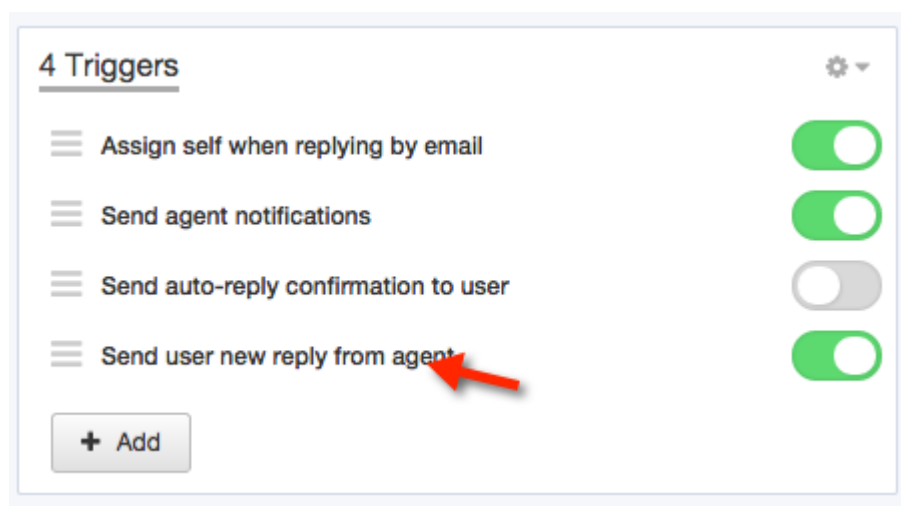 4 Triggers
Assign self when replying by email
Send agent notifications
Send auto-reply confirmation to user
Send user new reply from agent
+ Add